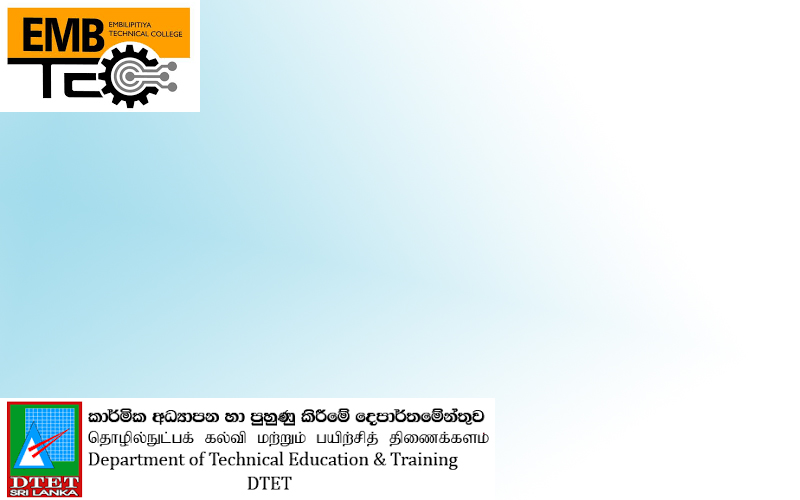 EMB
EMBILIPITIYA
TECHNICAL COLLEGE
TEC
කාර්මික අධ්‍යාපන හා පුහුණු කිරීමේ දෙපාර්තමේන්තුව
தொழில்நுட்பக் கல்வி மற்றும் பயிற்சித் திணைக்களம்
Department of Technical Education & Training
DTET
DTET
SRI LANKA